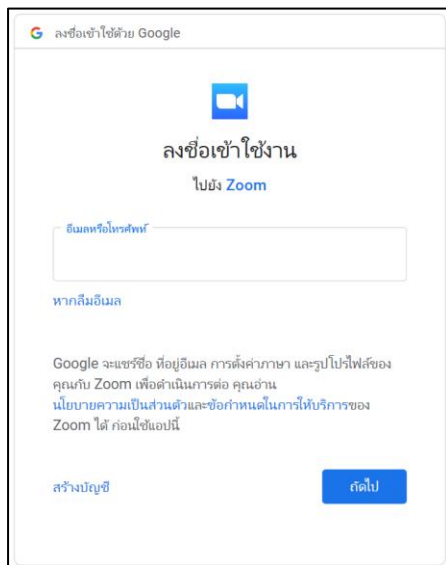 ลงชื่อเข้าใช้ด้วย Google
ลงชื่อเข้าใช้งาน
ไปยัง Zoom
อีเมลหรือโทรศัพท์
หากลืมอีเมล
Google จะแชร์ชื่อ ที่อยู่อีเมล การตั้งค่าภาษา และรูปโปรไฟล์ของ
คุณกับ Zoom เพื่อดำเนินการต่อ คุณอ่าน
นโยบายความเป็นส่วนตัวและข้อกำหนดในการให้บริการของ
Zoom ได้ ก่อนใช้แอปนี้
สร้างบัญชี
ถัดไป